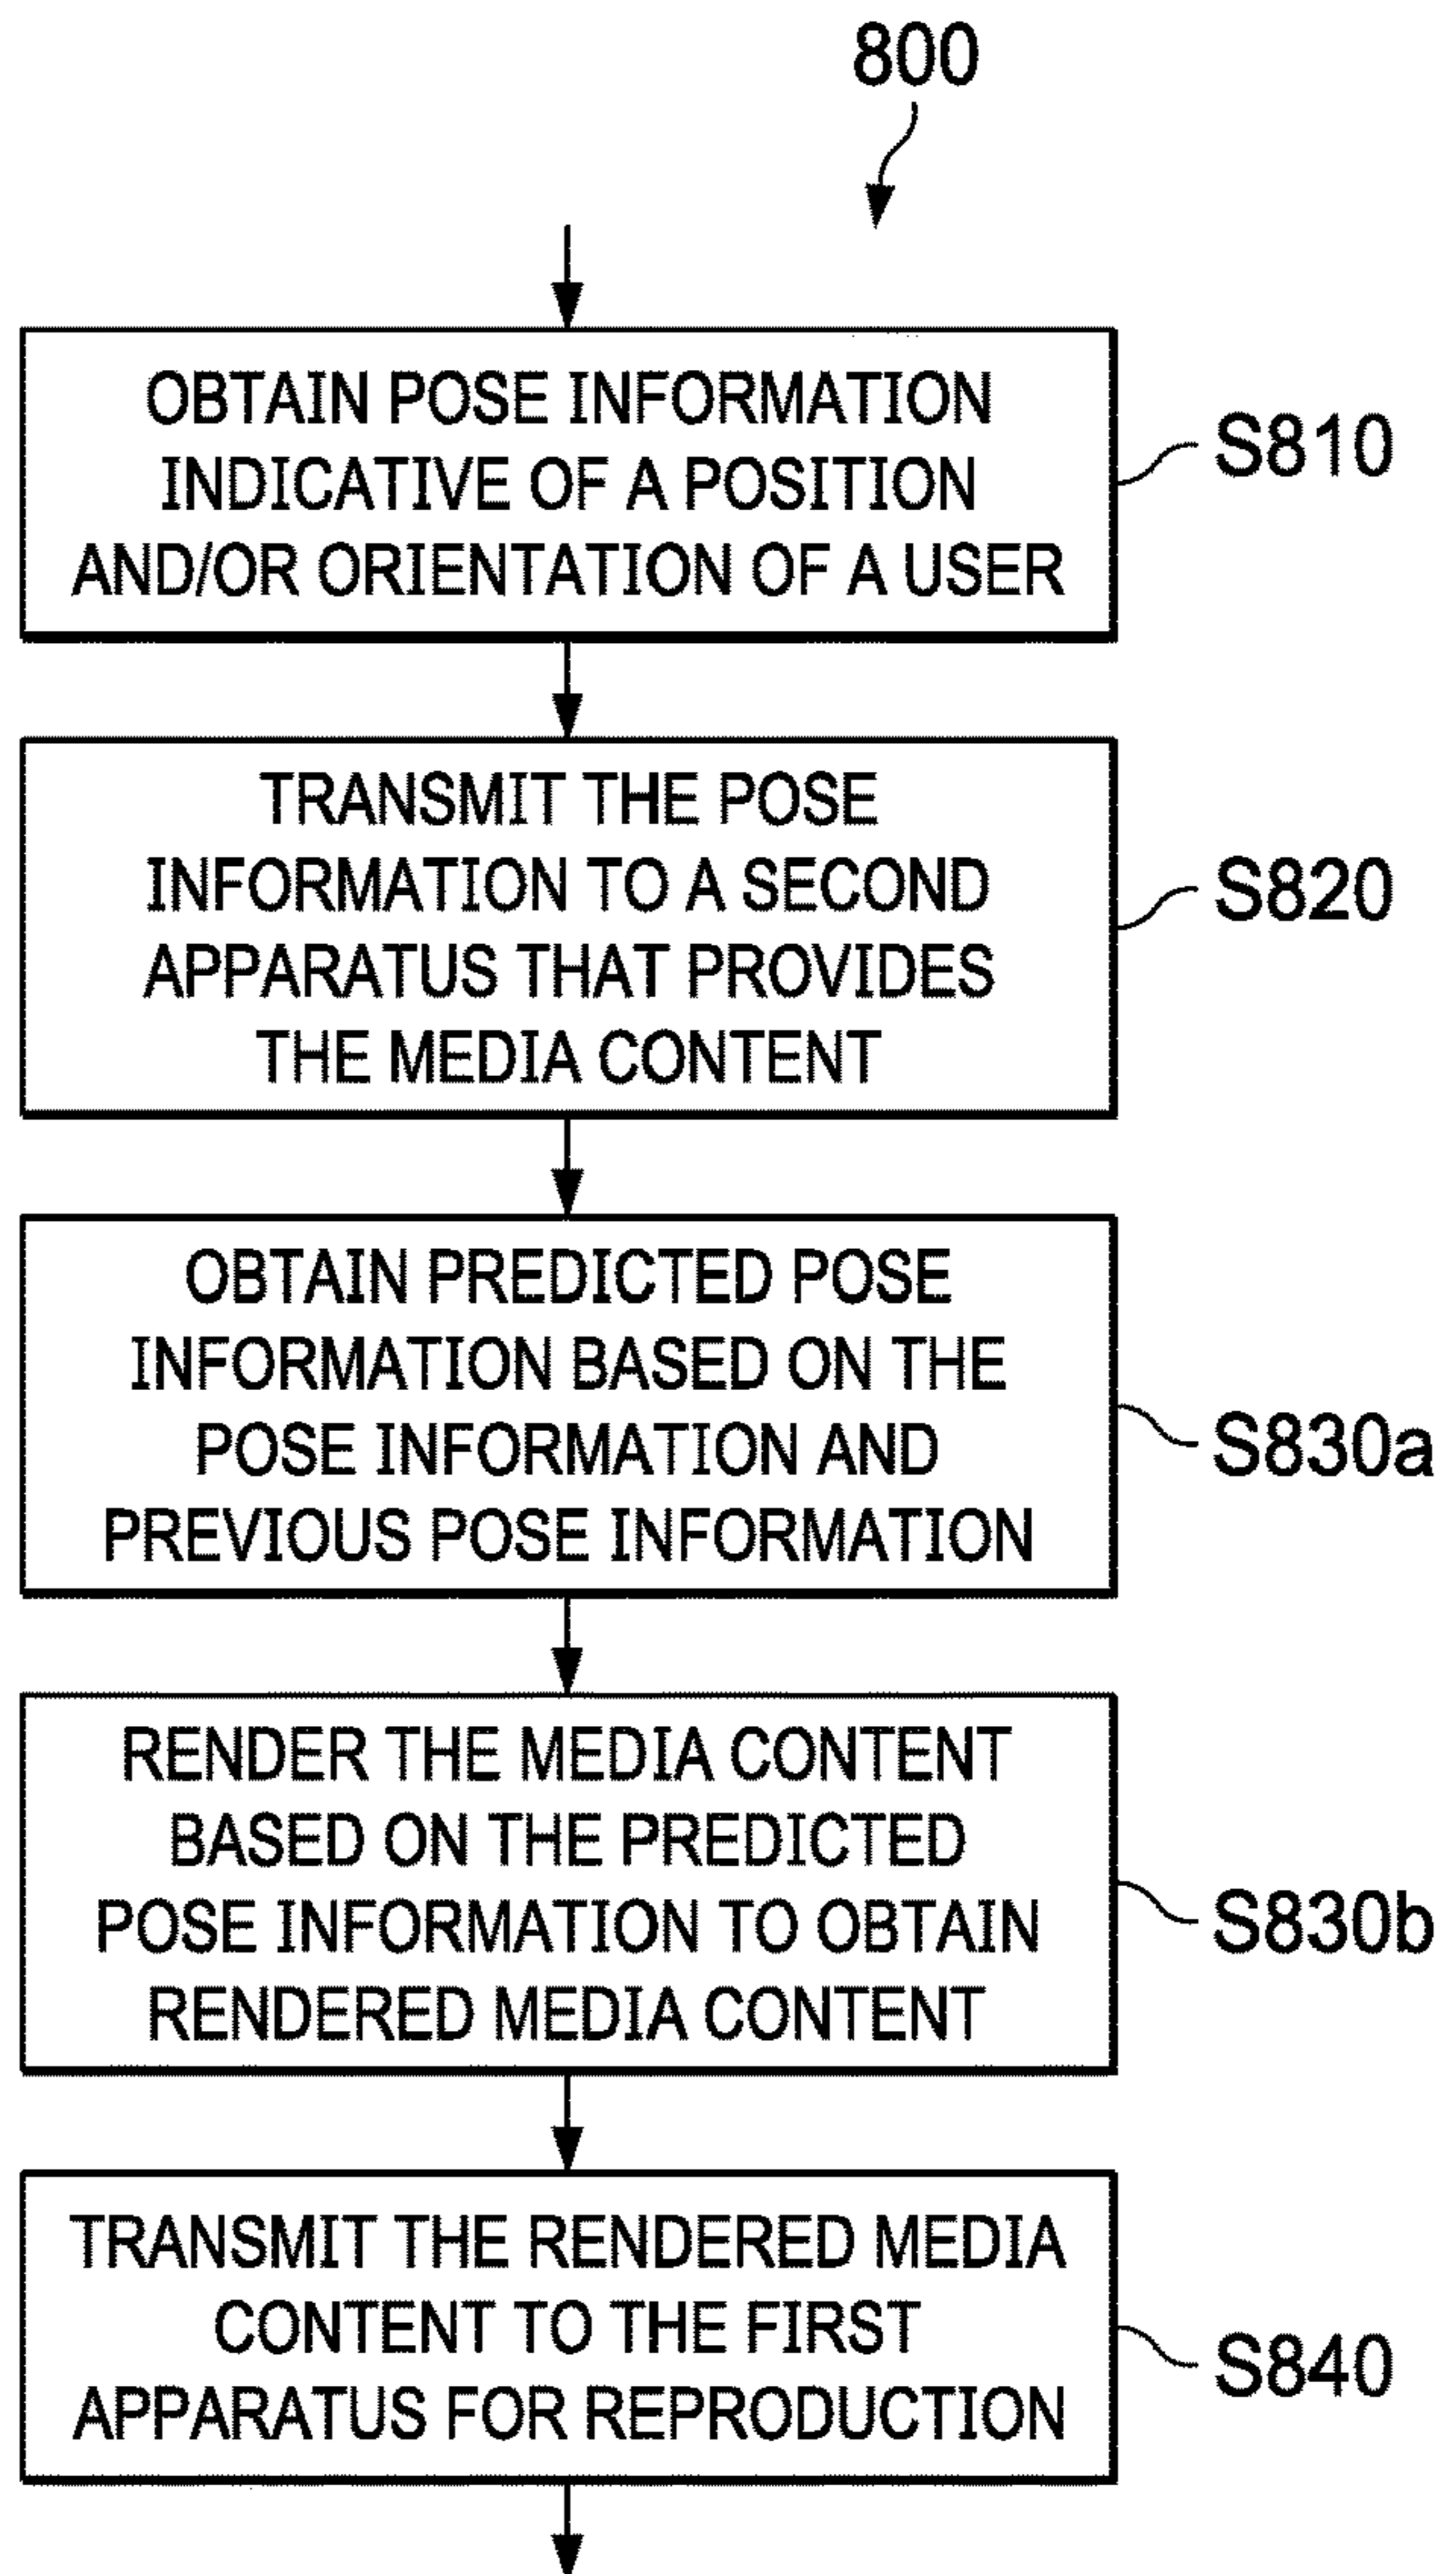 800
OBTAIN POSE INFORMATION
INDICATIVE OF A POSITION
AND/OR ORIENTATION OF A USER
S810
TRANSMIT THE POSE
INFORMATION TO A SECOND
APPARATUS THAT PROVIDES
THE MEDIA CONTENT
S820
OBTAIN PREDICTED POSE
INFORMATION BASED ON THE
POSE INFORMATION AND
PREVIOUS POSE INFORMATION
S830a
RENDER THE MEDIA CONTENT
BASED ON THE PREDICTED
POSE INFORMATION TO OBTAIN
RENDERED MEDIA CONTENT
S830b
TRANSMIT THE RENDERED MEDIA
CONTENT TO THE FIRST
APPARATUS FOR REPRODUCTION
S840